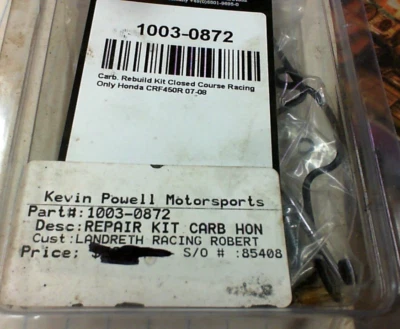 1003-0872
Carb. Rebuild Kit Closed Course Racing
Only Honda CRF450R 07-08
Kevin Powell Motorsports
Part#:1003-0872
Desc:REPAIR KIT CARB HON
Cust:LANDRETH RACING ROBERT
Price: $ S/O # :85408